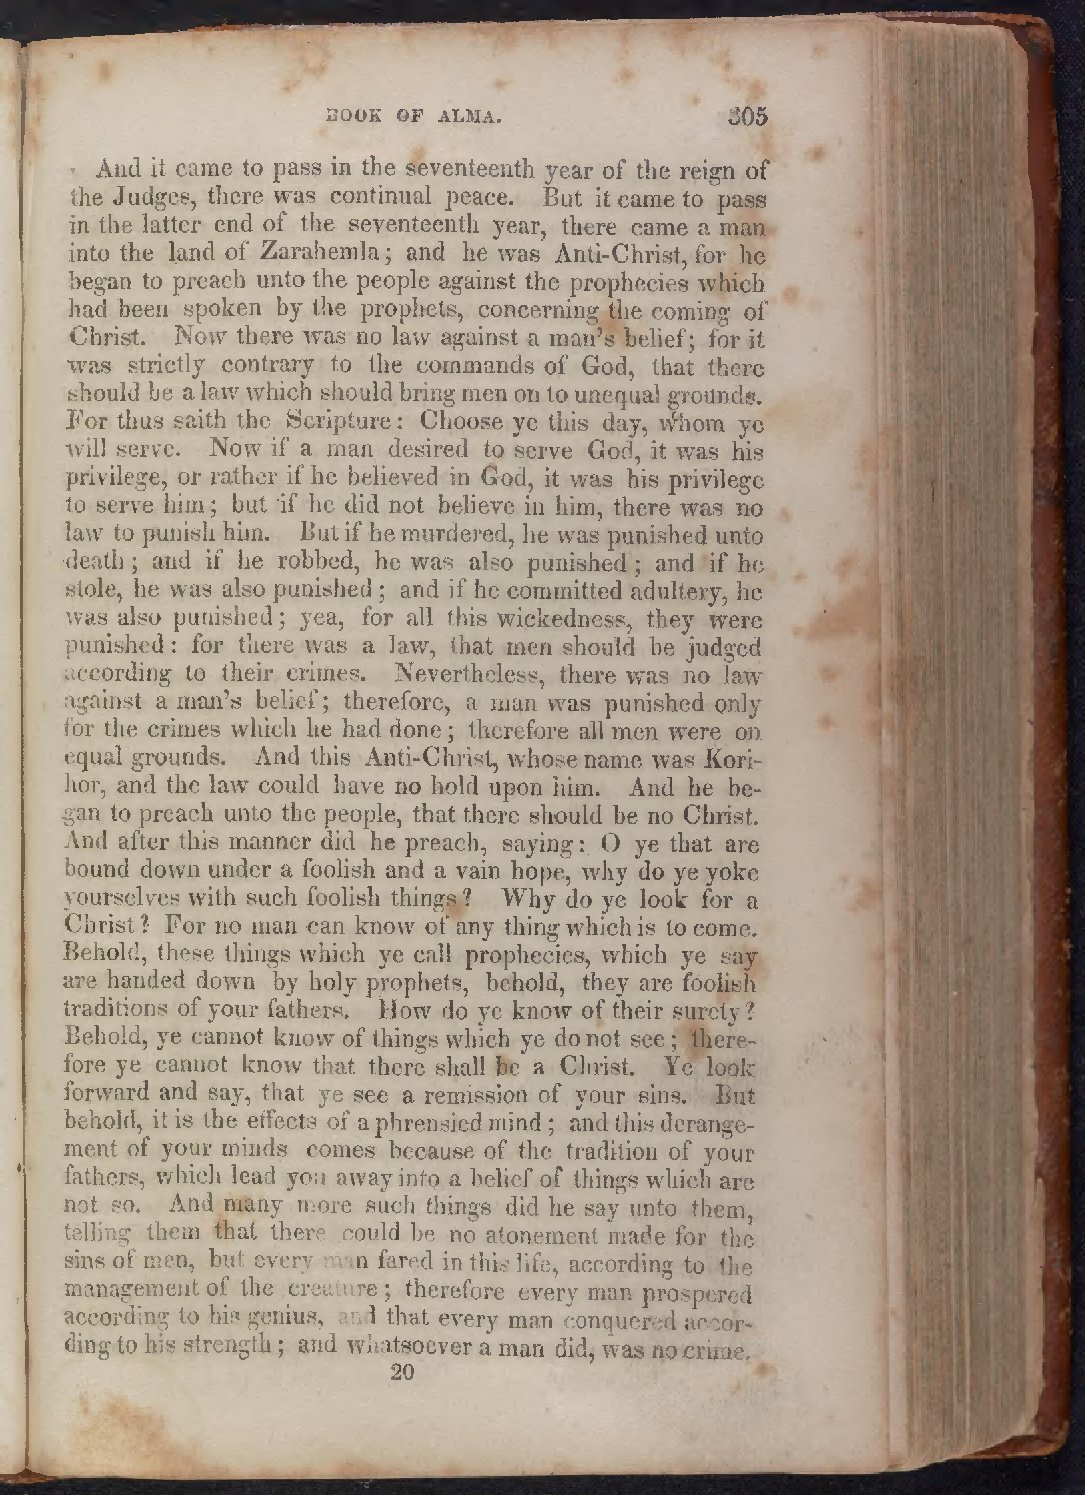 BOOK OF ALMA. 305
And it came to pass in the seventeenth year of the reign of
the Judges, there was continual peace. But it came to pass
in the latter end of the seventeenth year, there came a man
into the land of Zarahemla; and he was Anti-Christ, for he
began to preach unto the people against the prophecies which
had been spoken by the prophets, concerning the coming of
Christ. Now there was no law against a man's belief; for it
was strictly contrary to the commands of God, that there
should be a law which should bring men on to unequal grounds.
For thus saith the Scripture: Choose ye this day, whom ye
will serve. Now if a man desired to serve God, it was his
privilege, or rather if he believed in God, it was his privilege
to serve him; but if he did not believe in him, there was no
law to punish him. But if he murdered, he was punished unto
death; and if he robbed, he was also punished; and if he
stole, he was also punished; and if he committed adultery, he
was also punished; yea, for all this wickedness, they were
punished: for there was a law, that men should be judged
according to their crimes. Nevertheless, there was no law
against a man's belief; therefore, a man was punished only
for the crimes which he had done; therefore all men were on
equal grounds. And this Anti-Christ, whose name was Kori-
hor, and the law could have no hold upon him. And he be-
gan to preach unto the people, that there should be no Christ.
And after this manner did he preach, saying: O ye that are
bound down under a foolish and a vain hope, why do ye yoke
yourselves with such foolish things? Why do ye look for a
Christ? For no man can know of any thing which is to come.
Behold, these things which ye call prophecies, which ye say
are handed down by holy prophets, behold, they are foolish
traditions of your fathers. How do ye know of their surety?
Behold, ye cannot know of things which ye do not see; there-
fore ye cannot know that there shall be a Christ. Ye look
forward and say, that ye see a remission of your sins. But
behold, it is the effects of a phrensied mind; and this derange-
ment of your minds comes because of the tradition of your
fathers, which lead you away into a belief of things which are
not so. And many more such things did he say unto them,
telling them that there could be no atonement made for the
sins of men, but every man fared in this life, according to the
management of the creature; therefore every man prospered
according to his genius, and that every man conquered accor-
ding to his strength; and whatsoever a man did, was no crime.
20